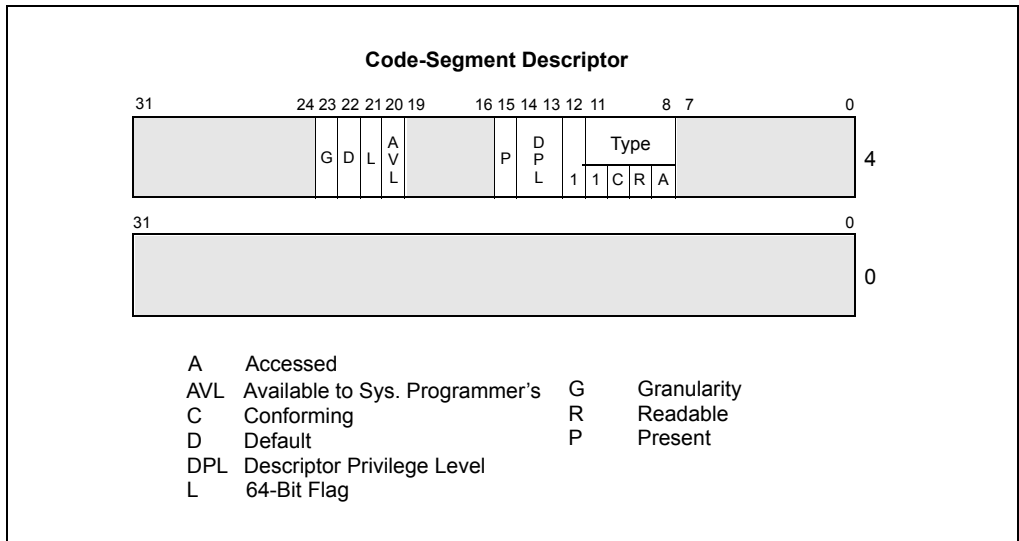 Code-Segment Descriptor
31 24 23 22 21 20 19 16 15 14 13 12 11 8 7 0
G D L AVL P DPL 1 Type 4
1 C R A
31 0
0
A Accessed
AVL Available to Sys. Programmer's G Granularity
C Conforming R Readable
D Default P Present
DPL Descriptor Privilege Level
L 64-Bit Flag